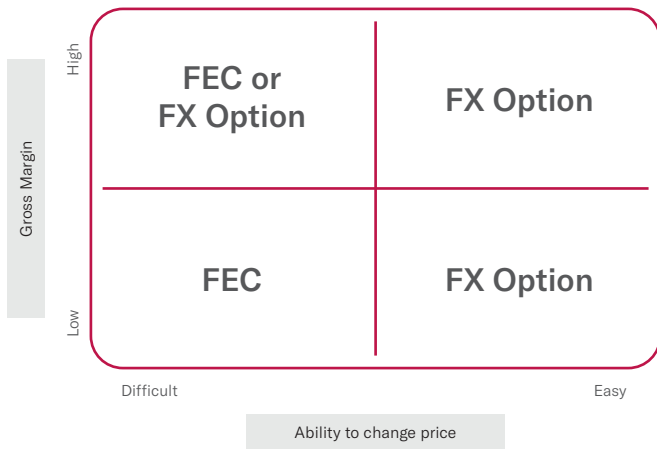 High
FEC or
FX Option
FX Option
Gross Margin
FEC
FX Option
Low
Difficult
Easy
Ability to change price